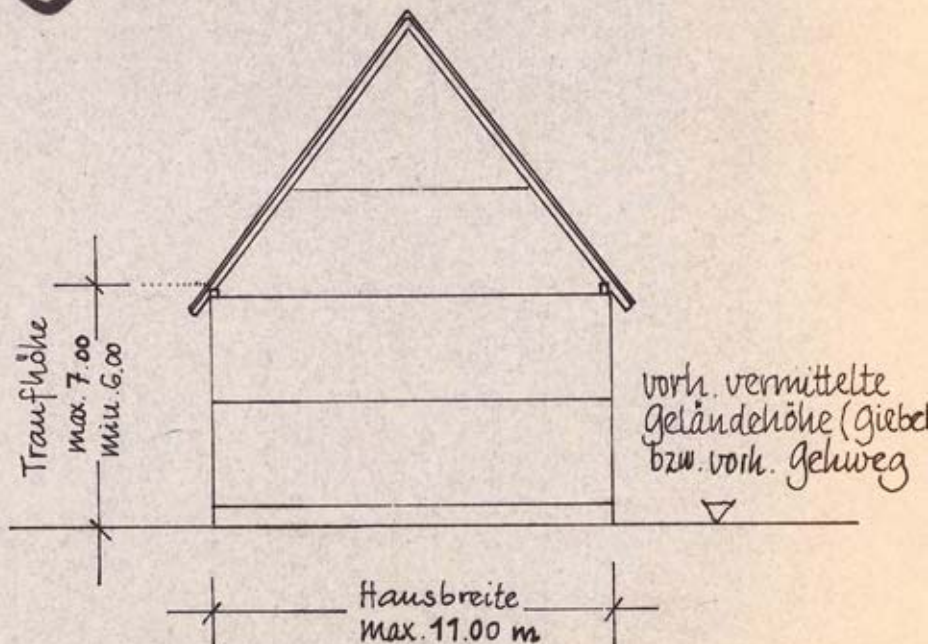 Traufhöhe
max. 7.00
min. 6.00
vorh. vermittelte
Geländehöhe (Giebel
bzw. vorh. Gehweg
Hausbreite
max. 11.00 m